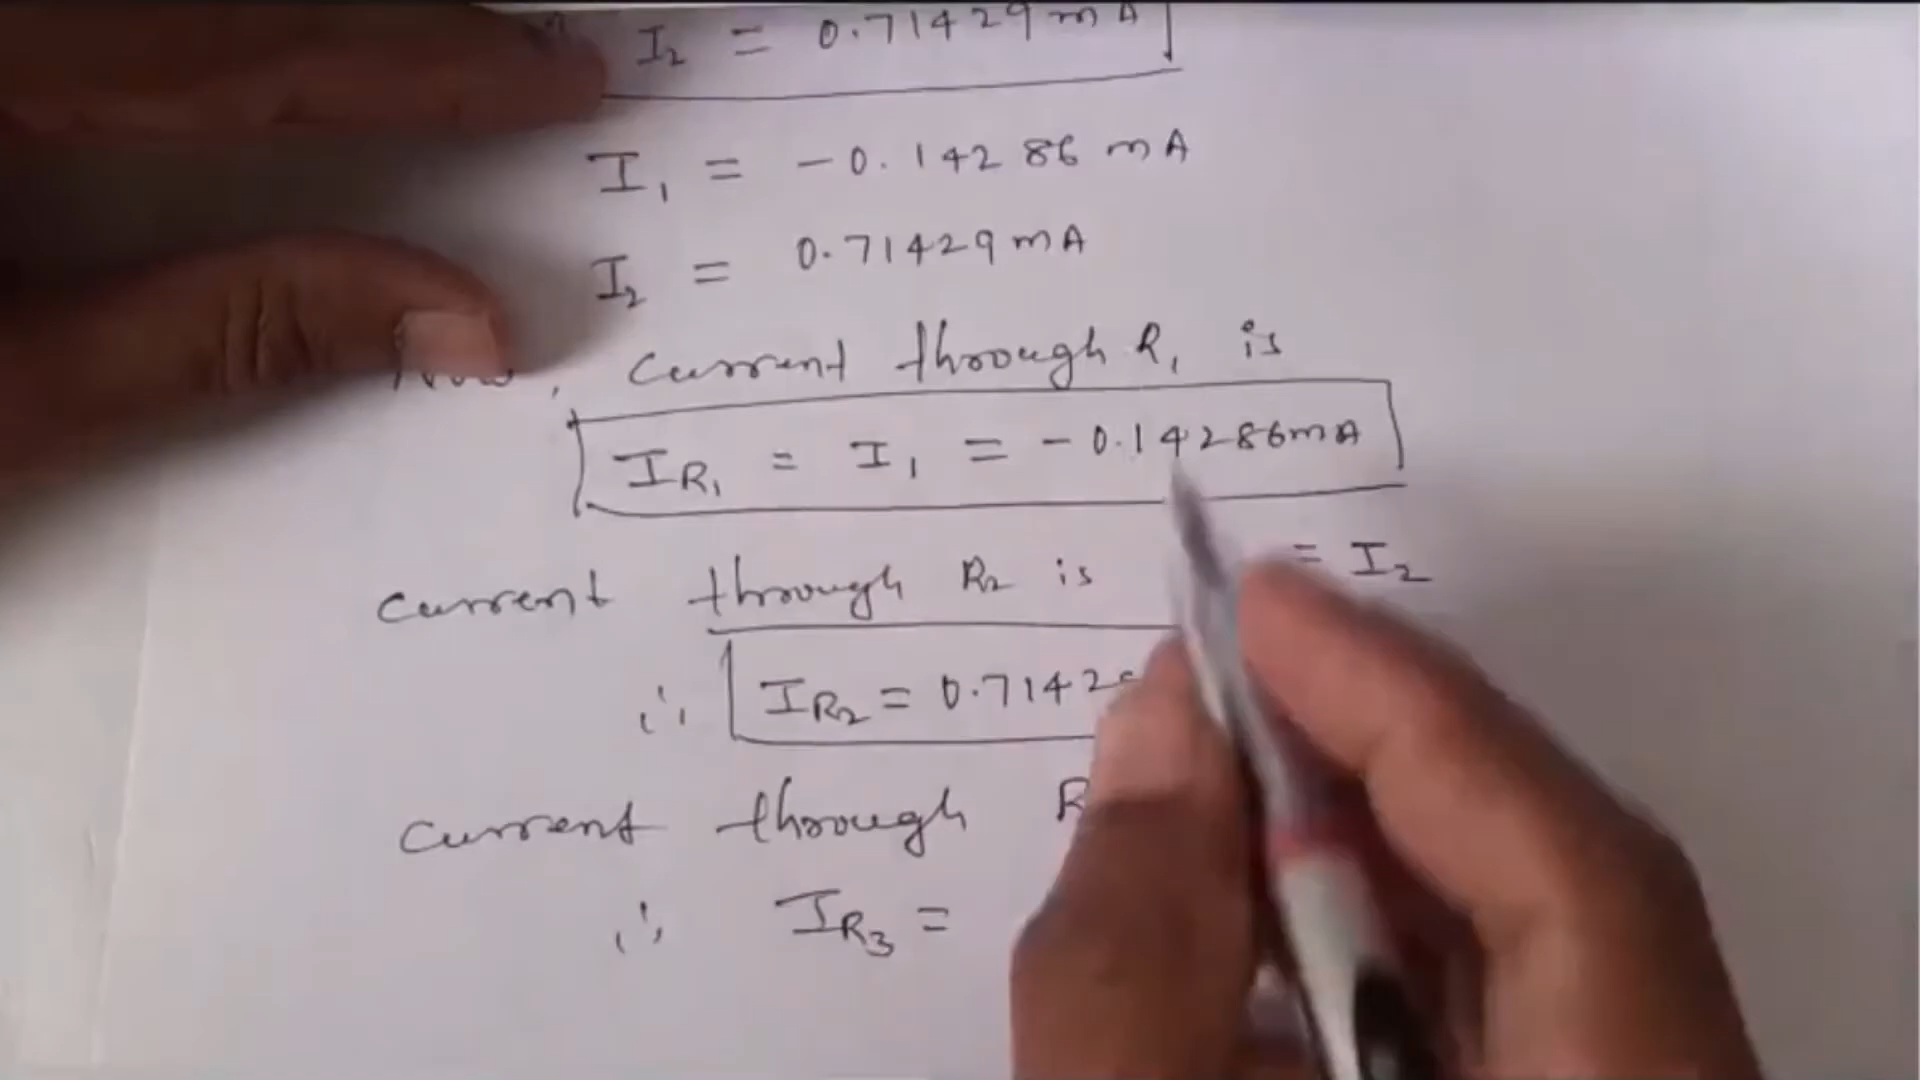 I₂ = 0.71429 mA
I₁ = -0.14286 mA
I₂ = 0.71429 mA
, Current through R₁ is
I_R₁ = I₁ = -0.14286mA
Current through R₂ is = I₂
∴ I_R₂ = 0.7142
Current through R
∴ I_R₃ =